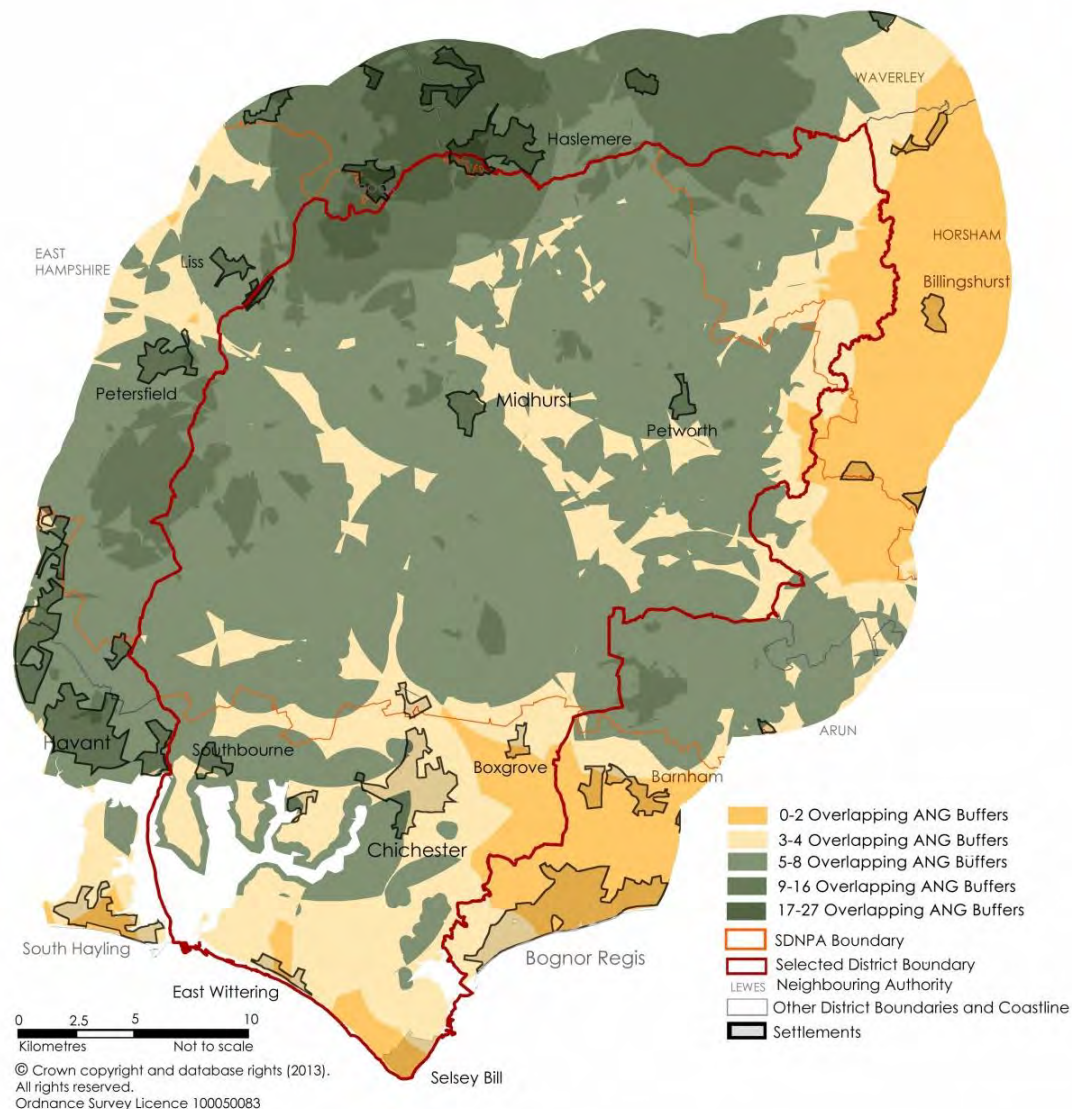 WAVERLEY
Haslemere
EAST
HAMPSHIRE
Liss
HORSHAM
Billingshurst
Petersfield
Midhurst
Petworth
Havant
Southbourne
Boxgrove
ARUN
Barnham
Chichester
South Hayling
Bognor Regis
East Wittering
Selsey Bill
0-2 Overlapping ANG Buffers
3-4 Overlapping ANG Buffers
5-8 Overlapping ANG Buffers
9-16 Overlapping ANG Buffers
17-27 Overlapping ANG Buffers
SDNPA Boundary
Selected District Boundary
LEWES Neighbouring Authority
Other District Boundaries and Coastline
Settlements
0 2.5 5 10
Kilometres Not to scale
© Crown copyright and database rights (2013).
All rights reserved.
Ordnance Survey Licence 100050083